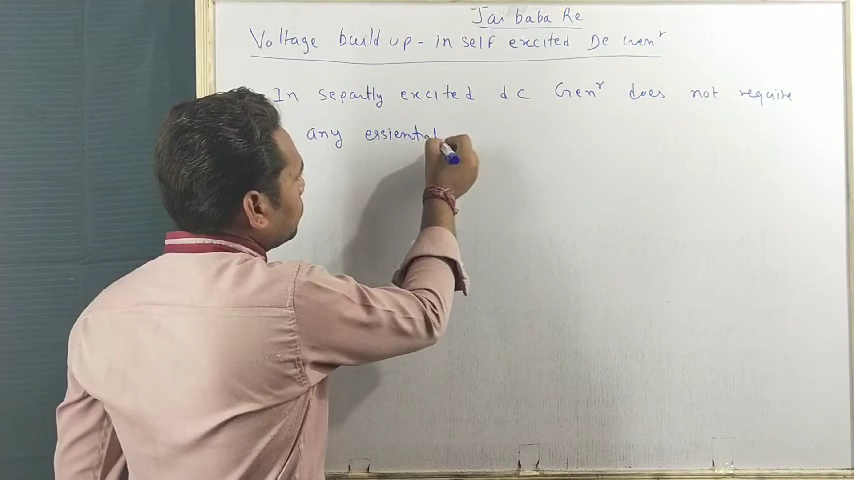 Jai baba Re
Voltage build up - in self excited Dc Genr
In separtly excited dc Genr does not require
any essiential